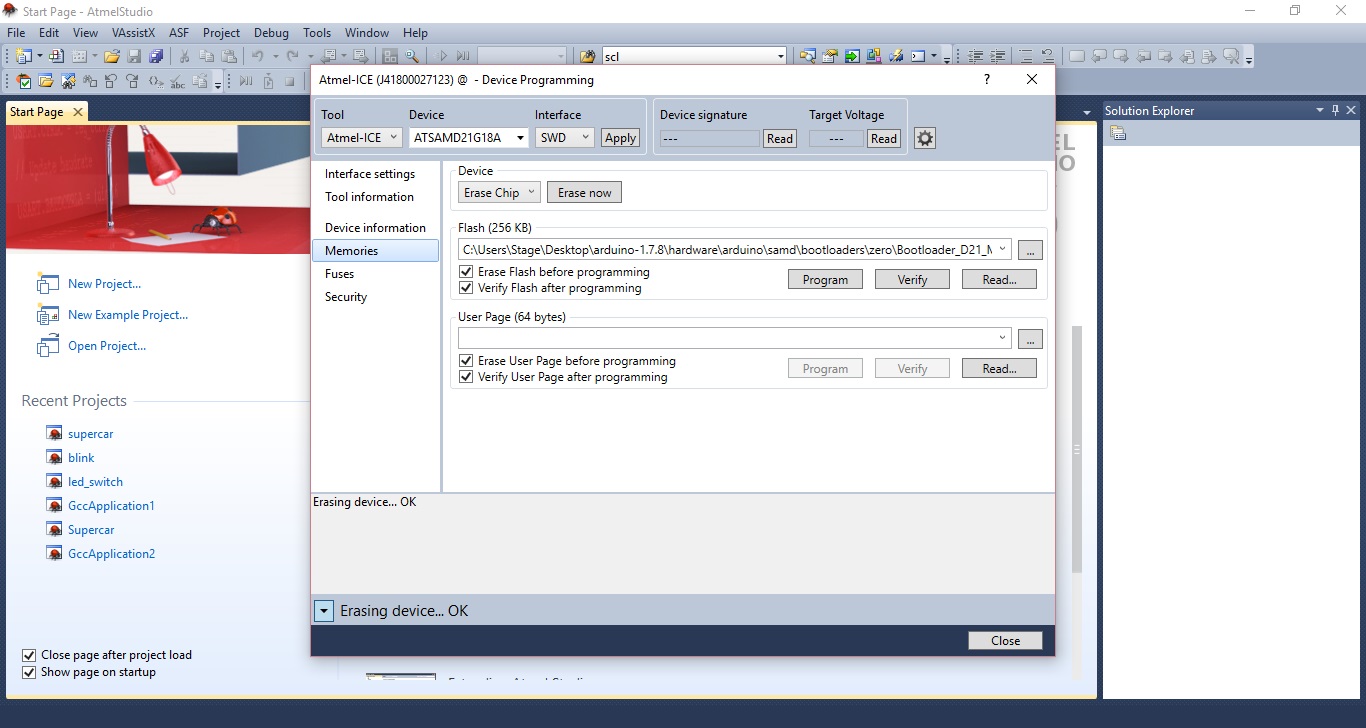 Start Page - AtmelStudio
File Edit View VAssistX ASF Project Debug Tools Window Help
scl
Start Page
Solution Explorer
New Project...
New Example Project...
Open Project...
Recent Projects
supercar
blink
led_switch
GccApplication1
Supercar
GccApplication2
Close page after project load
Show page on startup
Atmel-ICE (J41800027123) @ - Device Programming
Tool Device Interface Device signature Target Voltage
Atmel-ICE ATSAMD21G18A SWD Apply --- Read --- Read
Interface settings
Tool information
Device information
Memories
Fuses
Security
Device
Erase Chip Erase now
Flash (256 KB)
C:\Users\Stage\Desktop\arduino-1.7.8\hardware\arduino\samd\bootloaders\zero\Bootloader_D21_
...
Erase Flash before programming
Verify Flash after programming
Program Verify Read...
User Page (64 bytes)
...
Erase User Page before programming
Verify User Page after programming
Program Verify Read...
Erasing device... OK
Erasing device... OK
Close